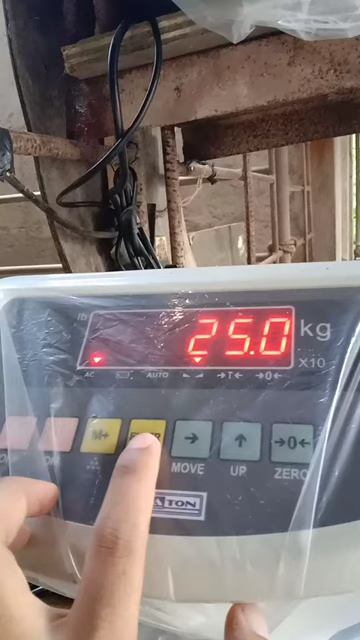 lb
25.0 kg
X10
AC AUTO →T← →0←
M+
MOVE UP ZERO
TON